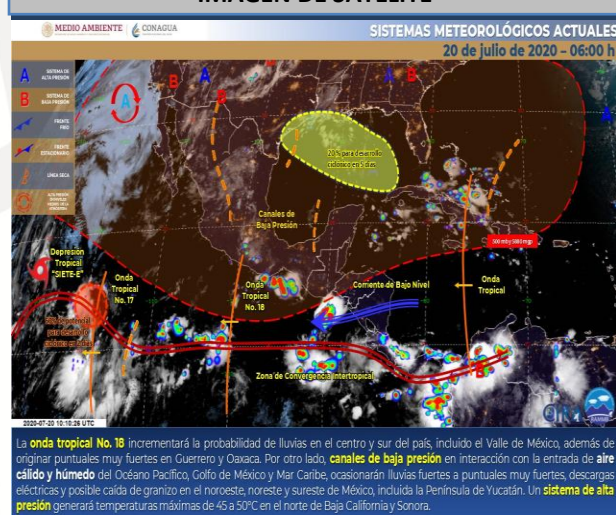 IMAGEN DE SATÉLITE
MEDIO AMBIENTE
CONAGUA
SISTEMAS METEOROLÓGICOS ACTUALES
20 de julio de 2020 – 06:00 h
A SISTEMA DE
ALTA PRESIÓN
B SISTEMA DE
BAJA PRESIÓN
FRENTE
FRÍO
FRENTE
ESTACIONARIO
LÍNEA SECA
A
B
A
B
A
B
A
20% para desarrollo
ciclónico en 5 días
Canales de
Baja Presión
500 mb y 5880 mgp
Depresión
Tropical
"SIETE-E"
Onda
Tropical
No. 17
Onda
Tropical
No. 18
Corriente de Bajo Nivel
Onda
Tropical
para desarrollo
Zona de Convergencia Intertropical
B
2020-07-20 10:10:26 UTC
La onda tropical No. 18 incrementará la probabilidad de lluvias en el centro y sur del país, incluido el Valle de México, además de
originar puntuales muy fuertes en Guerrero y Oaxaca. Por otro lado, canales de baja presión en interacción con la entrada de aire
cálido y húmedo del Océano Pacífico, Golfo de México y Mar Caribe, ocasionarán lluvias fuertes a puntuales muy fuertes, descargas
eléctricas y posible caída de granizo en el noroeste, noreste y sureste de México, incluida la Península de Yucatán. Un sistema de alta
presión generará temperaturas máximas de 45 a 50°C en el norte de Baja California y Sonora.